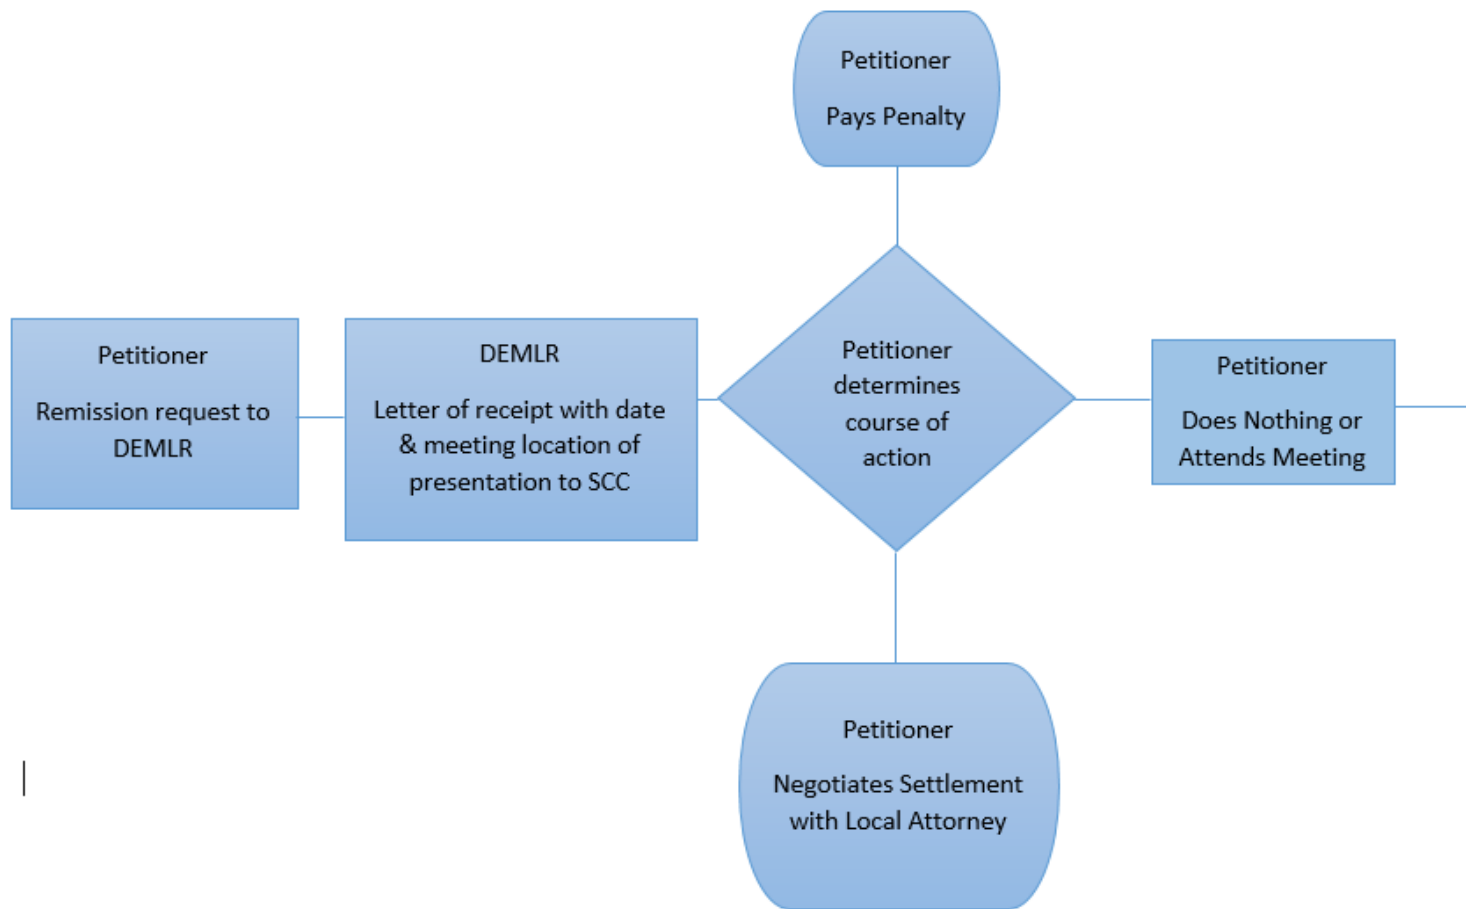 Petitioner
Pays Penalty
Petitioner
Remission request to
DEMLR
DEMLR
Letter of receipt with date
& meeting location of
presentation to SCC
Petitioner
determines
course of
action
Petitioner
Does Nothing or
Attends Meeting
Petitioner
Negotiates Settlement
with Local Attorney